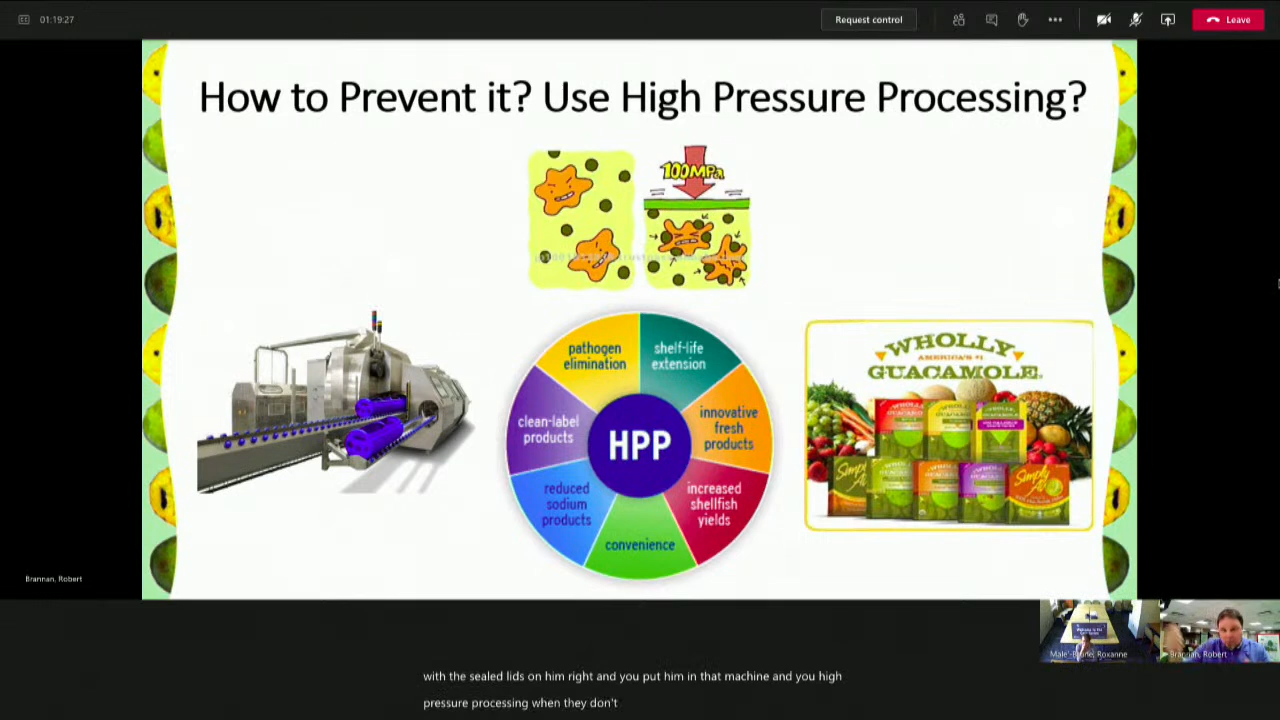 01:19:27
Request control
Leave
How to Prevent it? Use High Pressure Processing?
100MPa
pathogen
elimination
shelf-life
extension
clean-label
products
innovative
fresh
products
HPP
reduced
sodium
products
increased
shellfish
yields
convenience
WHOLLY
AMERICA'S #1
GUACAMOLE
Brannan, Robert
Brannan, Robert
with the sealed lids on him right and you put him in that machine and you high
pressure processing when they don't